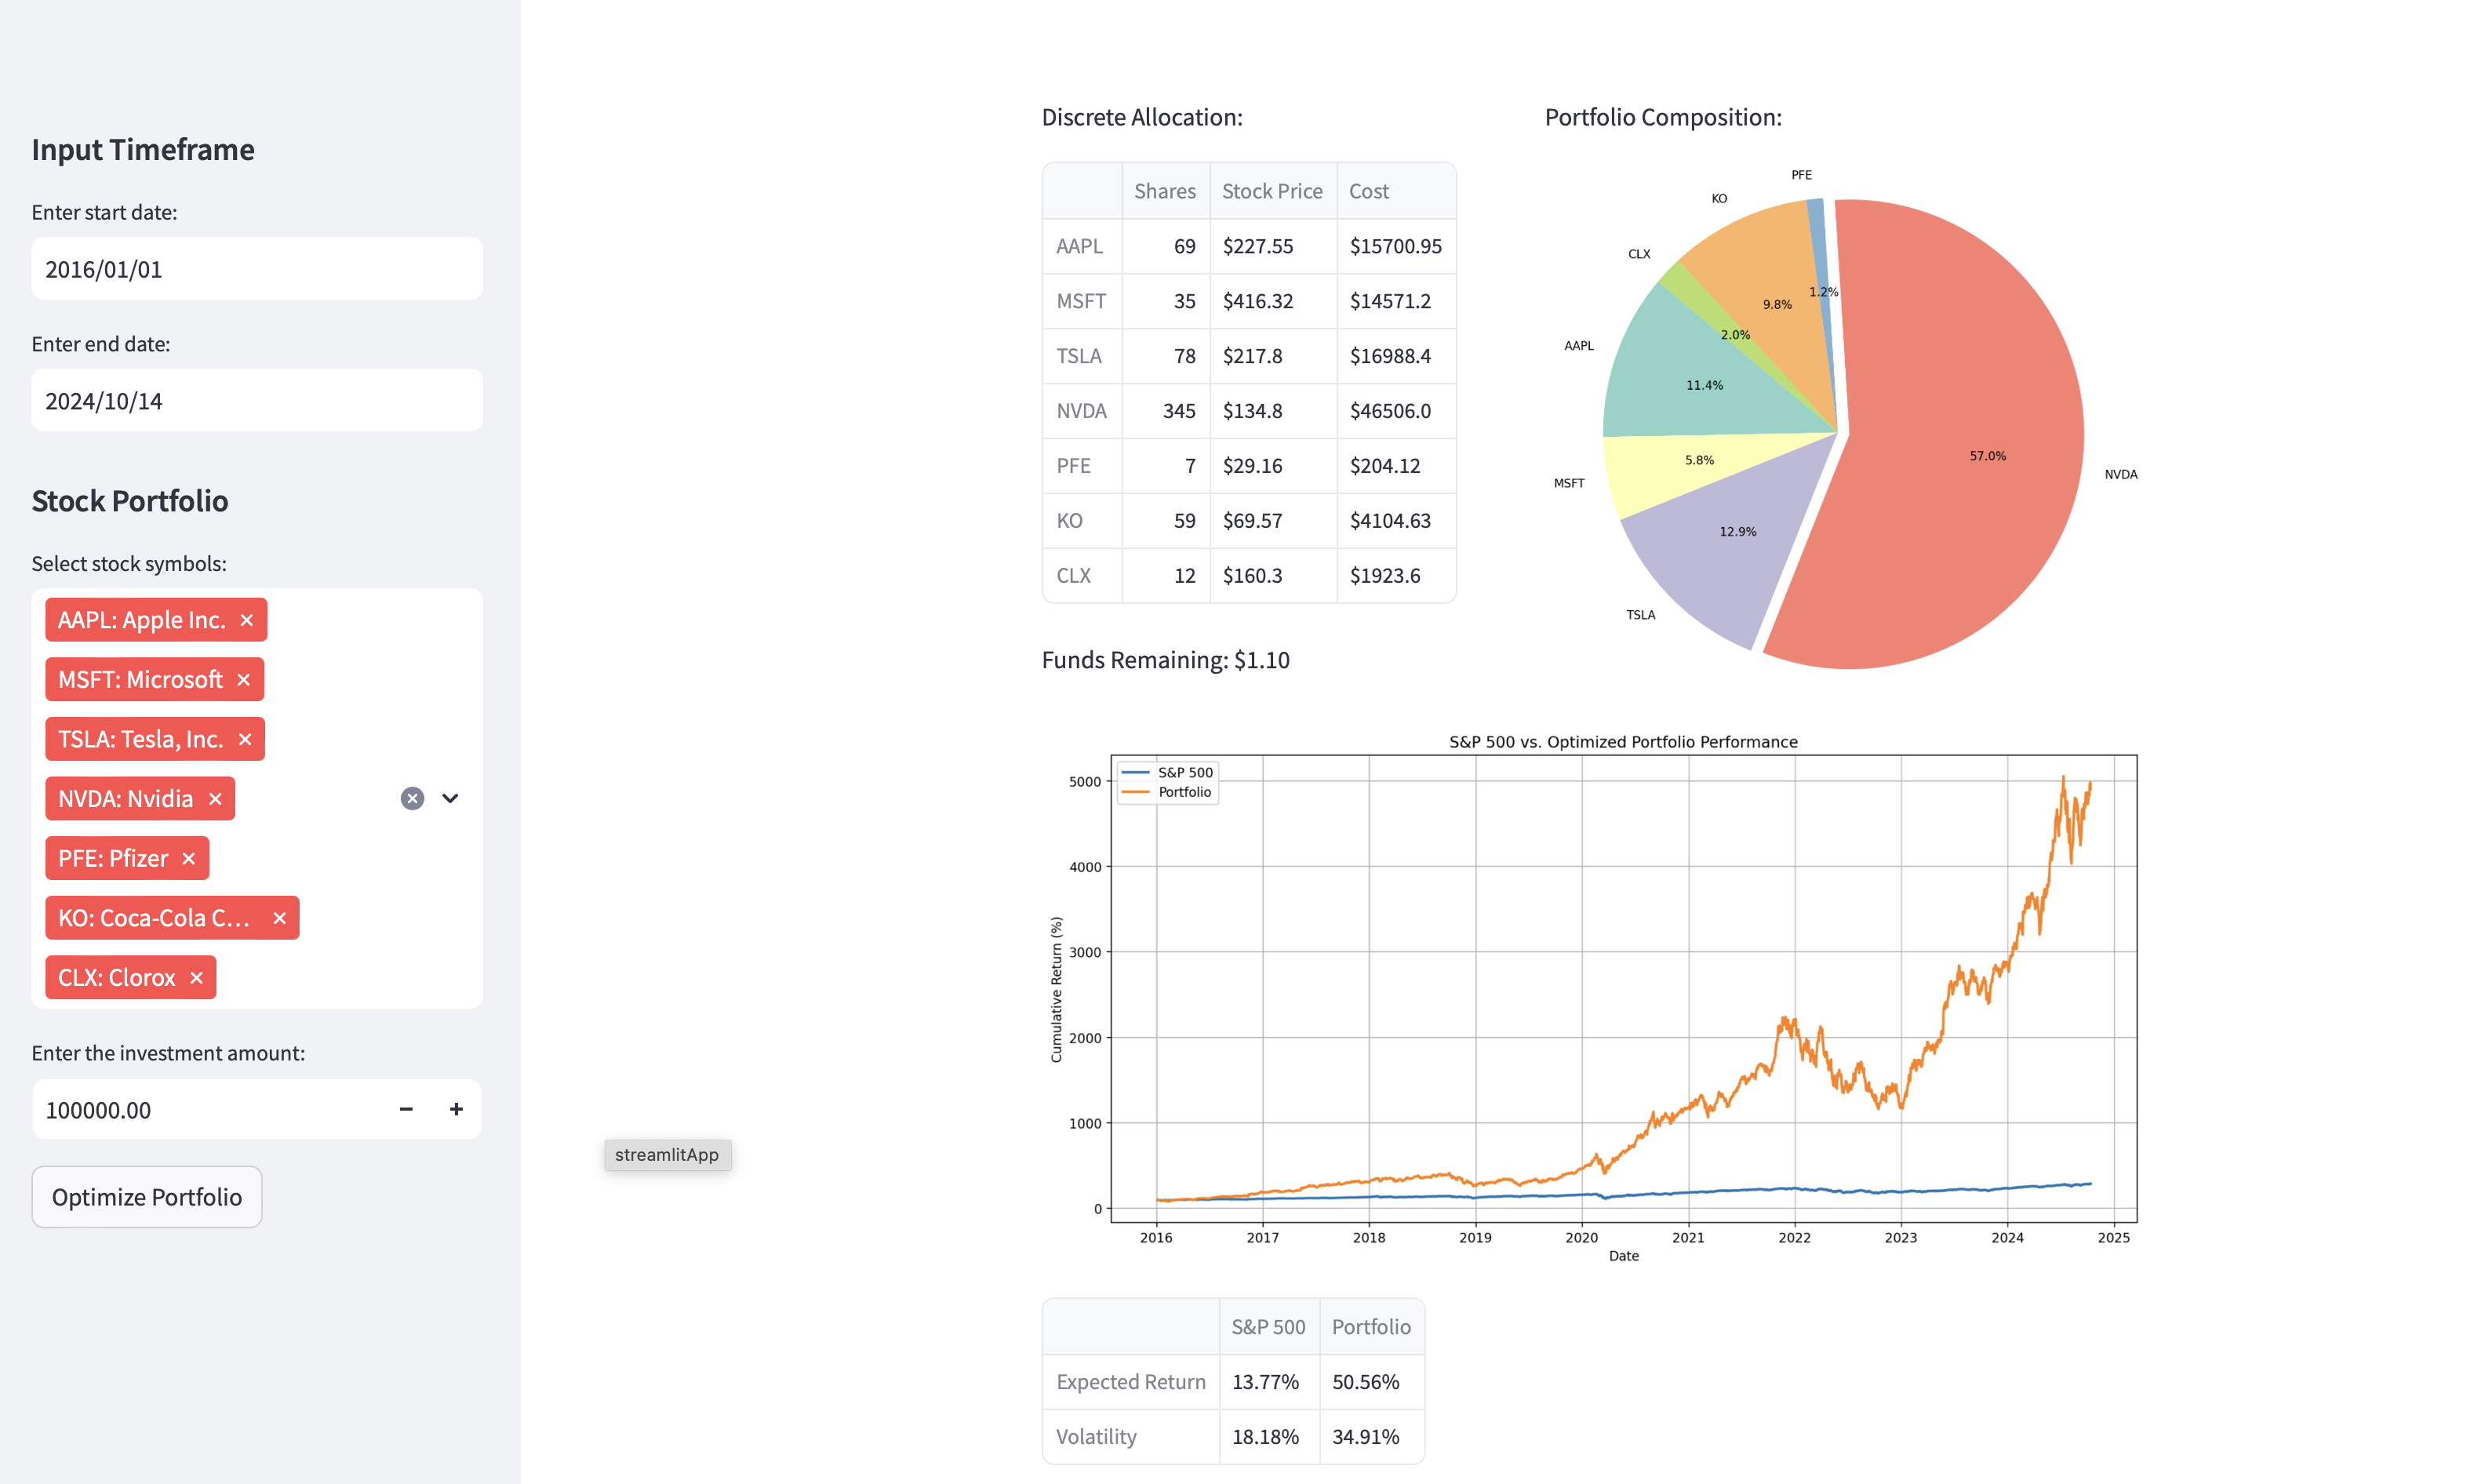 Input Timeframe
Enter start date:
2016/01/01
Enter end date:
2024/10/14
Stock Portfolio
Select stock symbols:
AAPL: Apple Inc.
MSFT: Microsoft
TSLA: Tesla, Inc.
NVDA: Nvidia
PFE: Pfizer
KO: Coca-Cola C...
CLX: Clorox
Enter the investment amount:
100000.00
Optimize Portfolio
streamlitApp
Discrete Allocation:
Shares Stock Price Cost
AAPL 69 $227.55 $15700.95
MSFT 35 $416.32 $14571.2
TSLA 78 $217.8 $16988.4
NVDA 345 $134.8 $46506.0
PFE 7 $29.16 $204.12
KO 59 $69.57 $4104.63
CLX 12 $160.3 $1923.6
Funds Remaining: $1.10
Portfolio Composition:
PFE
KO
CLX
1.2%
9.8%
2.0%
AAPL
11.4%
57.0%
5.8%
NVDA
MSFT
12.9%
TSLA
S&P 500 vs. Optimized Portfolio Performance
S&P 500
Portfolio
Cumulative Return (%)
5000
4000
3000
2000
1000
0
2016 2017 2018 2019 2020 2021 2022 2023 2024 2025
Date
S&P 500 Portfolio
Expected Return 13.77% 50.56%
Volatility 18.18% 34.91%